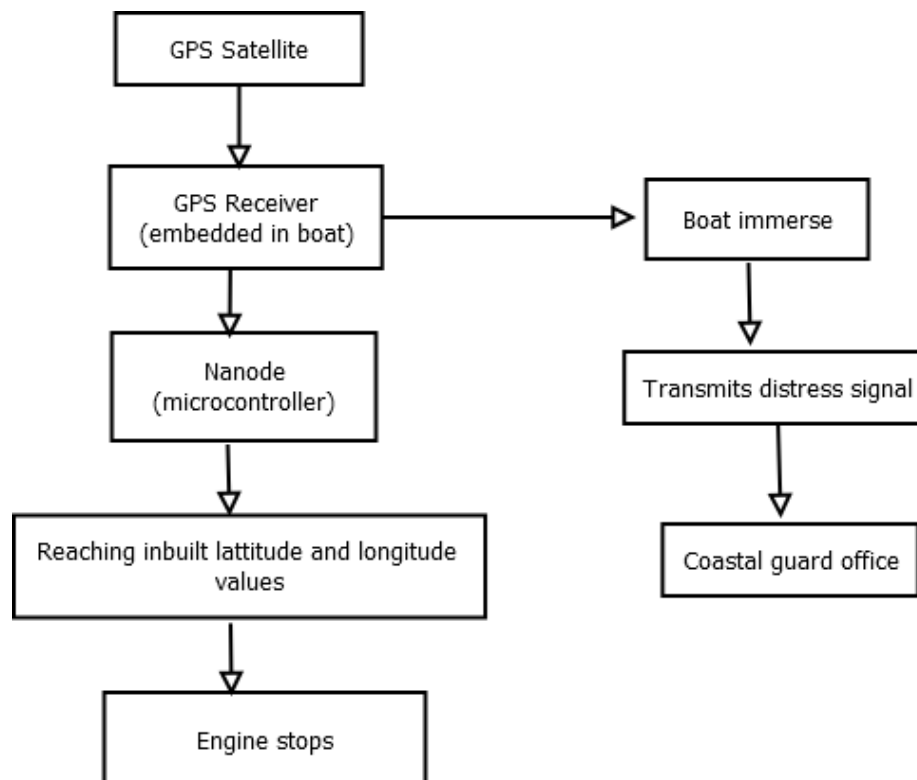 GPS Satellite
GPS Receiver
(embedded in boat)
Boat immerse
Nanode
(microcontroller)
Transmits distress signal
Reaching inbuilt lattitude and longitude
values
Coastal guard office
Engine stops